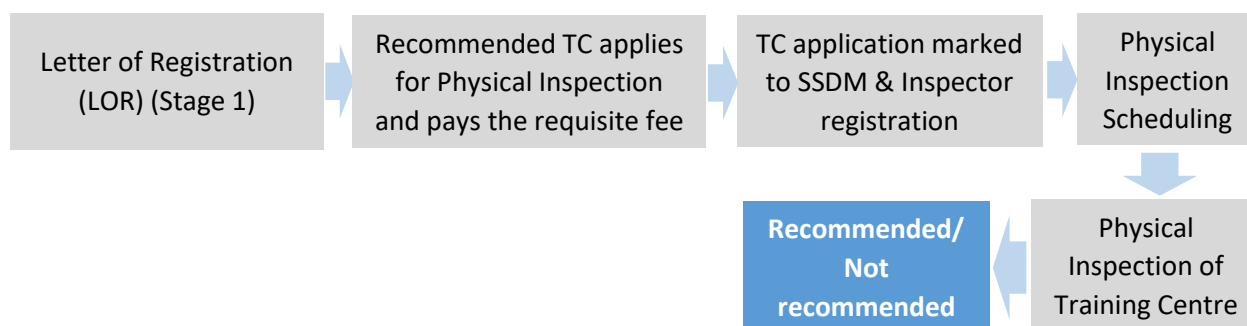 Letter of Registration
(LOR) (Stage 1)
Recommended TC applies
for Physical Inspection
and pays the requisite fee
TC application marked
to SSDM & Inspector
registration
Physical
Inspection
Scheduling
Physical
Inspection of
Training Centre
Recommended/
Not
recommended